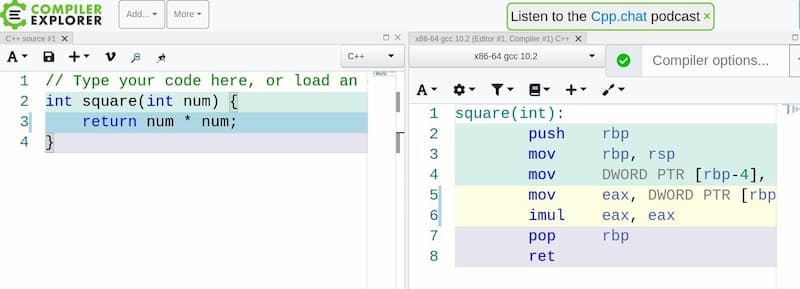 COMPILER
EXPLORER
Add...
More
Listen to the Cpp.chat podcast ×
C++ source #1 ×
A
C++
1 // Type your code here, or load an
2 int square(int num) {
3 return num * num;
4 }
x86-64 gcc 10.2 (Editor #1, Compiler #1) C++ ×
x86-64 gcc 10.2
Compiler options...
A
1 square(int):
2 push rbp
3 mov rbp, rsp
4 mov DWORD PTR [rbp-4],
5 mov eax, DWORD PTR [rbp
6 imul eax, eax
7 pop rbp
8 ret